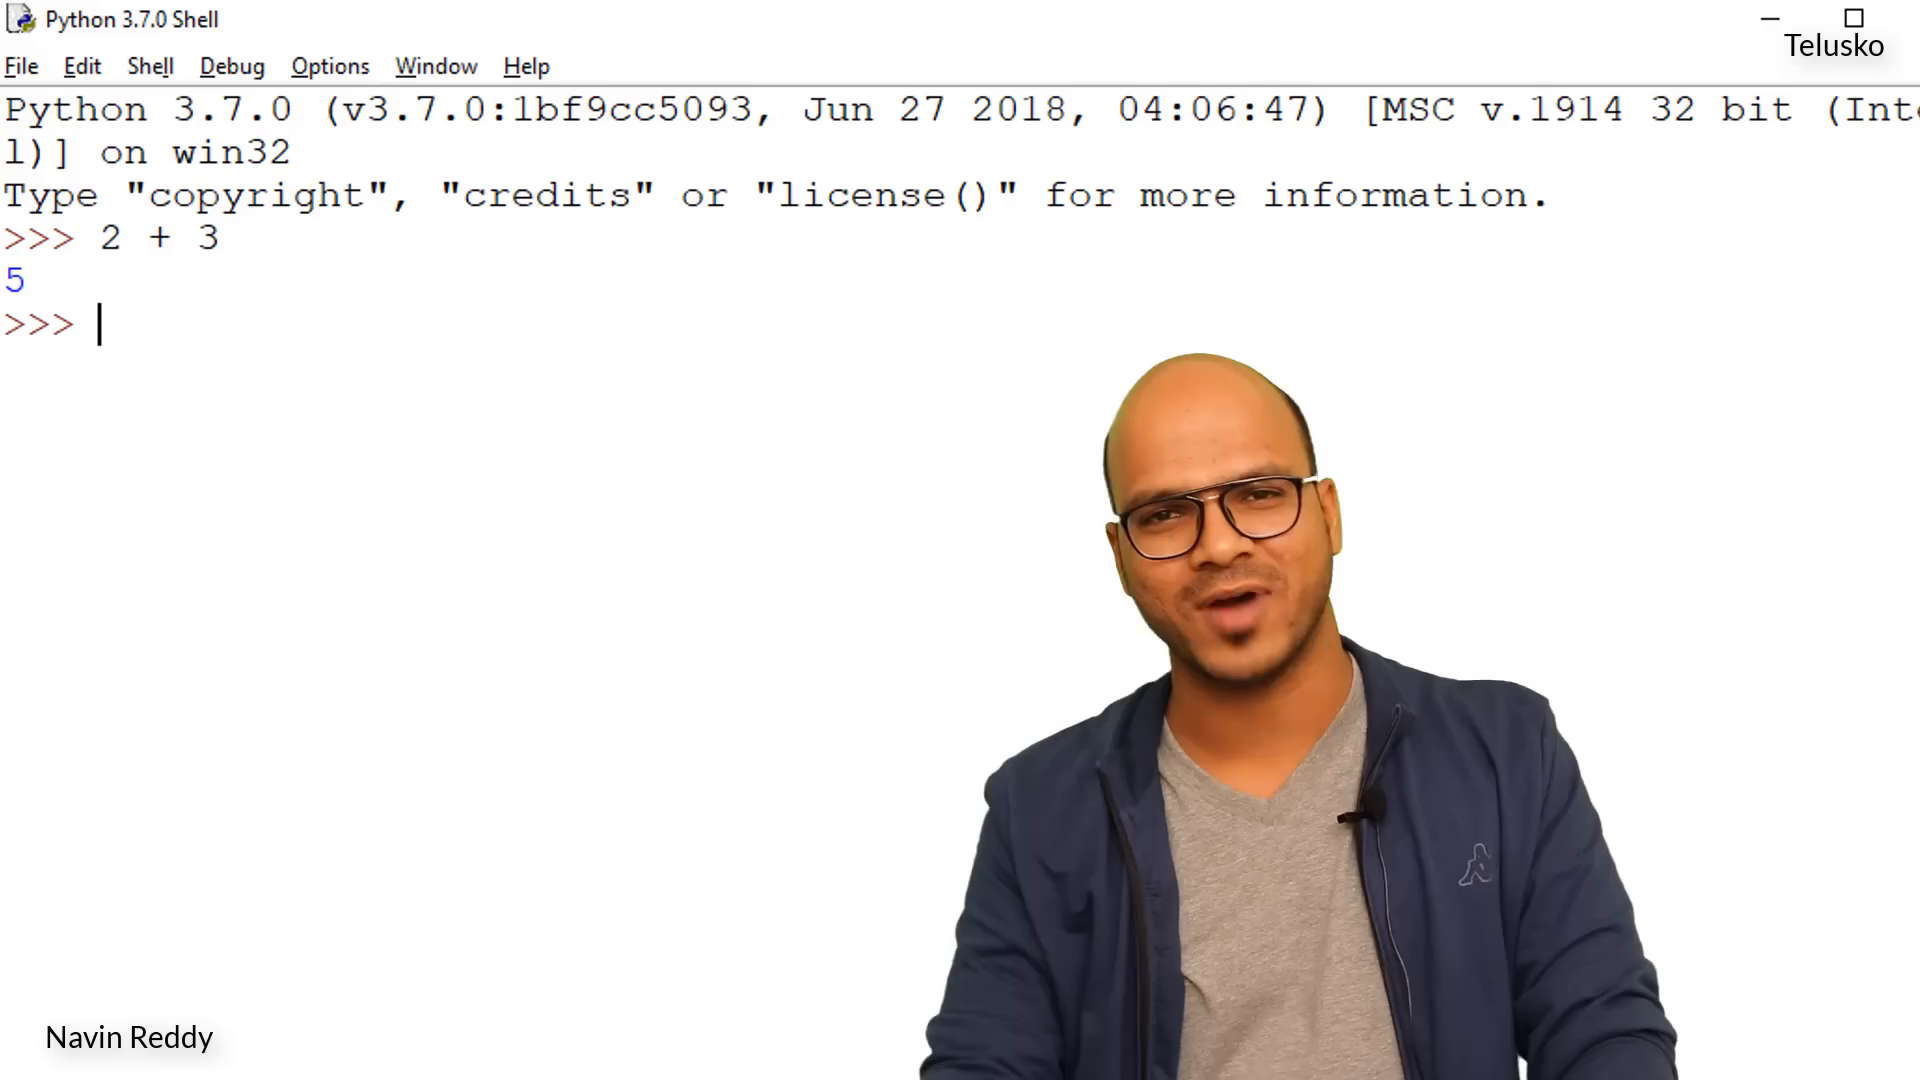 Python 3.7.0 Shell
Telusko
File Edit Shell Debug Options Window Help
Python 3.7.0 (v3.7.0:1bf9cc5093, Jun 27 2018, 04:06:47) [MSC v.1914 32 bit (Inte
l)] on win32
Type "copyright", "credits" or "license()" for more information.
>>> 2 + 3
5
>>>
Navin Reddy